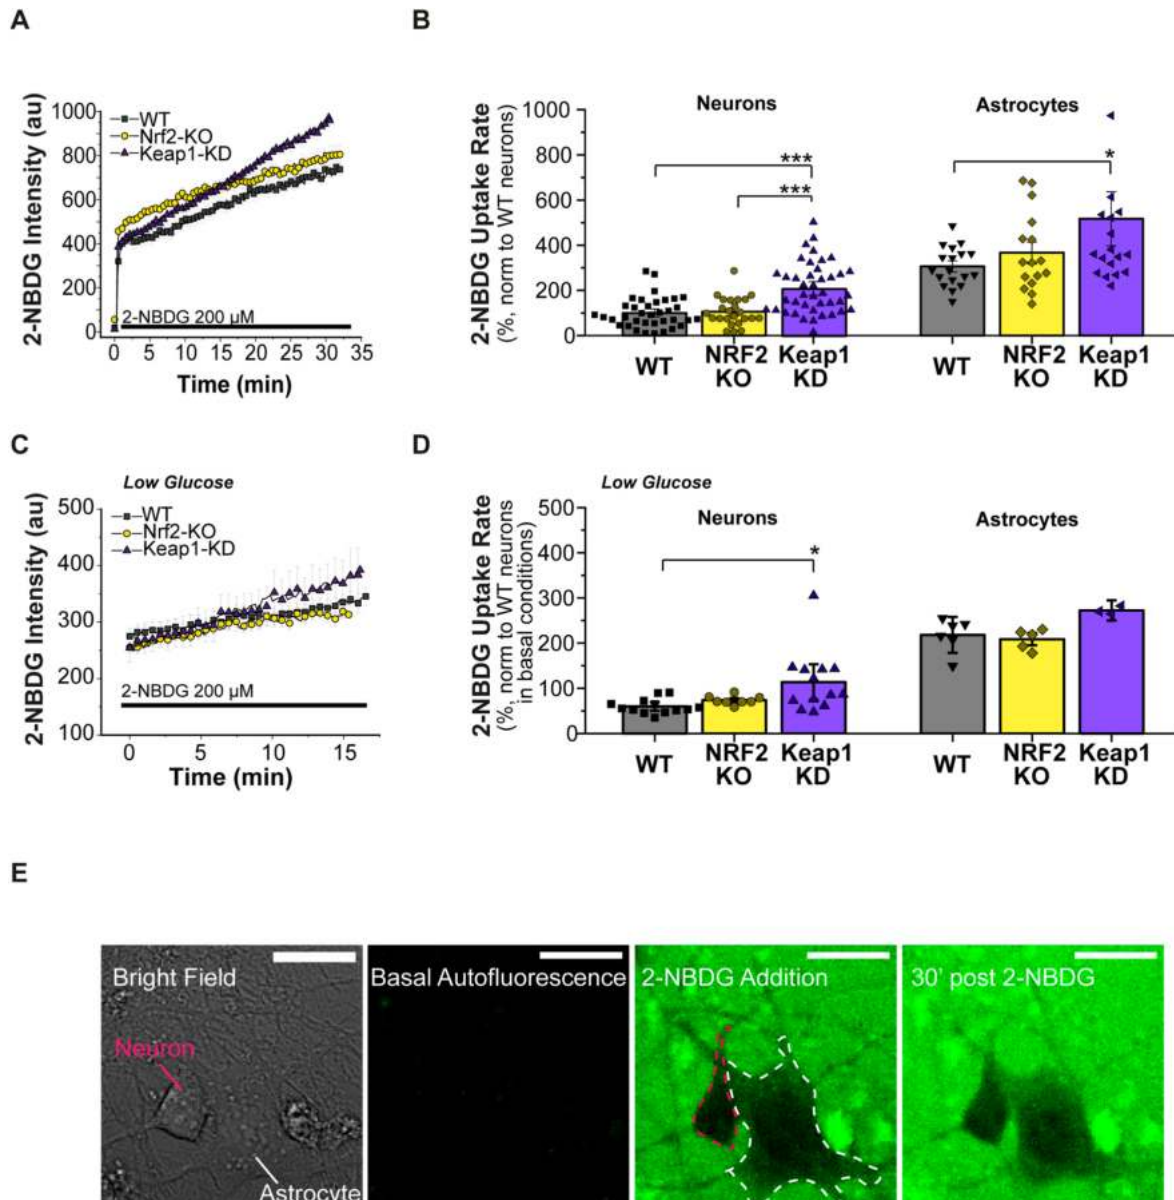 A
2-NBDG Intensity (au)
1000
800
600
400
200
0
WT
Nrf2-KO
Keap1-KD
2-NBDG 200 µM
0 5 10 15 20 25 30 35
Time (min)
B
2-NBDG Uptake Rate
(%, norm to WT neurons)
1000
800
600
400
200
0
Neurons
Astrocytes
***
***
*
WT
NRF2
KO
Keap1
KD
WT
NRF2
KO
Keap1
KD
C
Low Glucose
2-NBDG Intensity (au)
500
400
300
200
100
WT
Nrf2-KO
Keap1-KD
2-NBDG 200 µM
0 5 10 15
Time (min)
D
Low Glucose
2-NBDG Uptake Rate
(%, norm to WT neurons
in basal conditions)
500
400
300
200
100
0
Neurons
Astrocytes
*
WT
NRF2
KO
Keap1
KD
WT
NRF2
KO
Keap1
KD
E
Bright Field
Neuron
Astrocyte
Basal Autofluorescence
2-NBDG Addition
30' post 2-NBDG